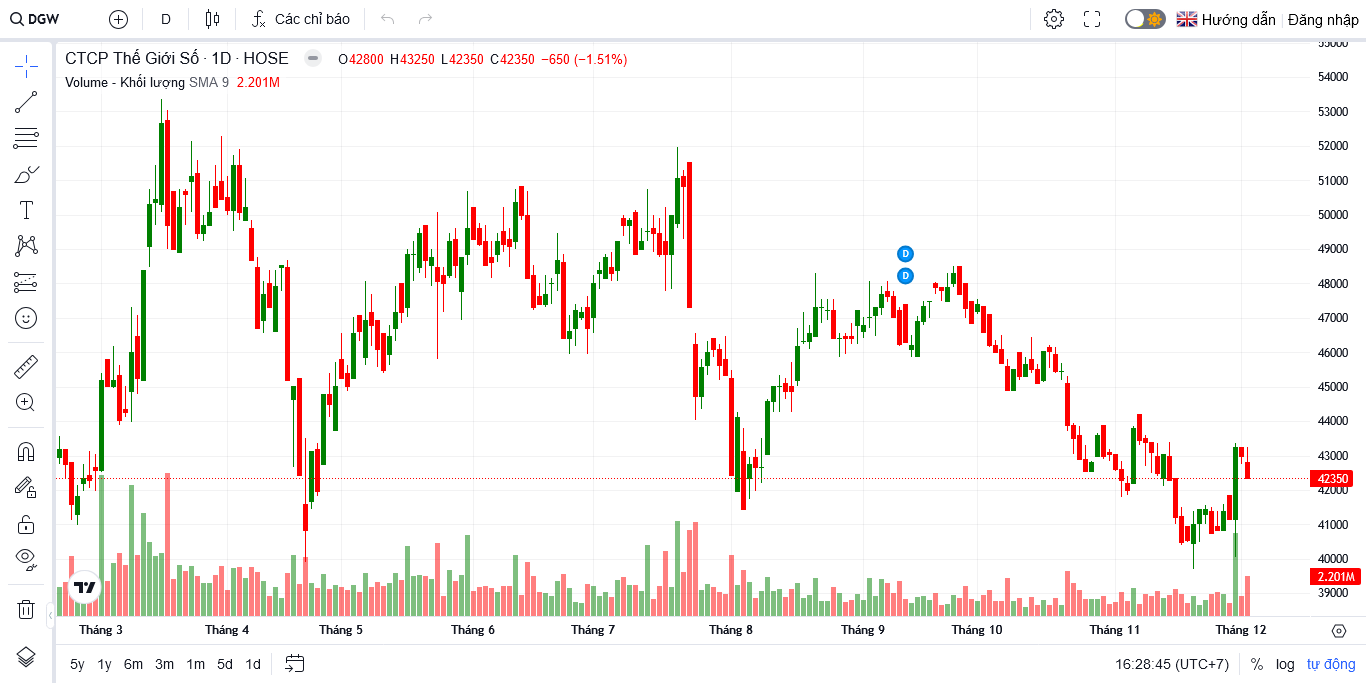 DGW D Các chỉ báo Hướng dẫn Đăng nhập
CTCP Thế Giới Số · 1D · HOSE O42800 H43250 L42350 C42350 −650 (−1.51%)
Volume - Khối lượng SMA 9 2.201M
55000
54000
53000
52000
51000
50000
49000
48000
47000
46000
45000
44000
43000
42350
42000
41000
40000
2.201M
39000
D
D
Tháng 3 Tháng 4 Tháng 5 Tháng 6 Tháng 7 Tháng 8 Tháng 9 Tháng 10 Tháng 11 Tháng 12
5y 1y 6m 3m 1m 5d 1d 16:28:45 (UTC+7) % log tự động